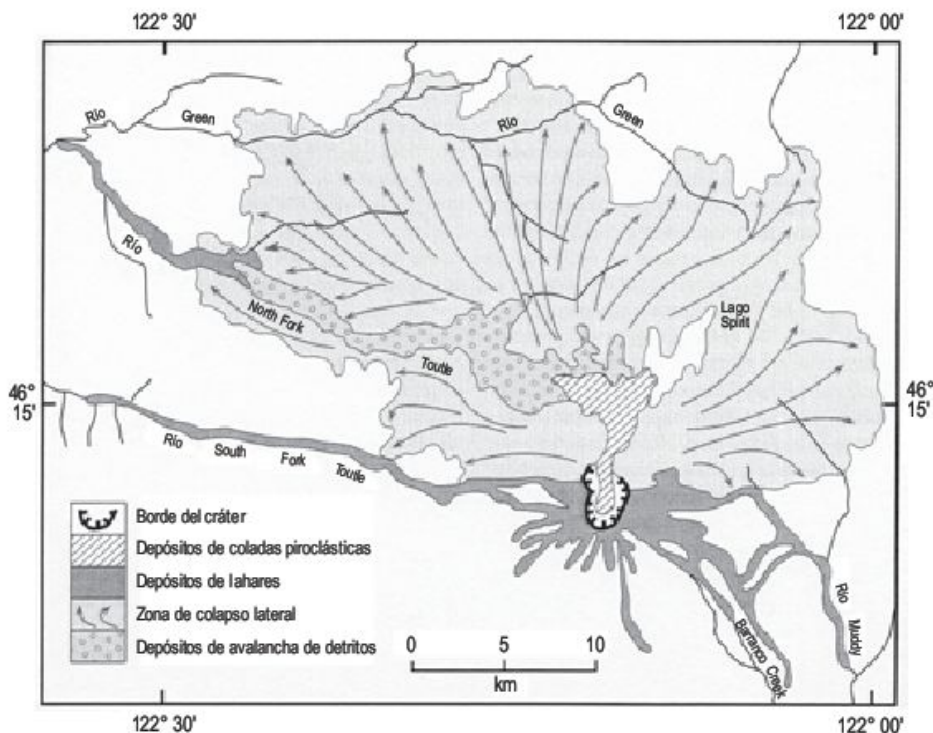 122° 30'
122° 00'
Río
Green
Río
Green
Río
North Fork
Lago
Spirit
Toutle
46°
15'
46°
15'
Río
South
Fork
Toutle
Borde del cráter
Depósitos de coladas piroclásticas
Depósitos de lahares
Zona de colapso lateral
Depósitos de avalancha de detritos
0
5
10
km
Barranco Creek
Río
Muddy
122° 30'
122° 00'